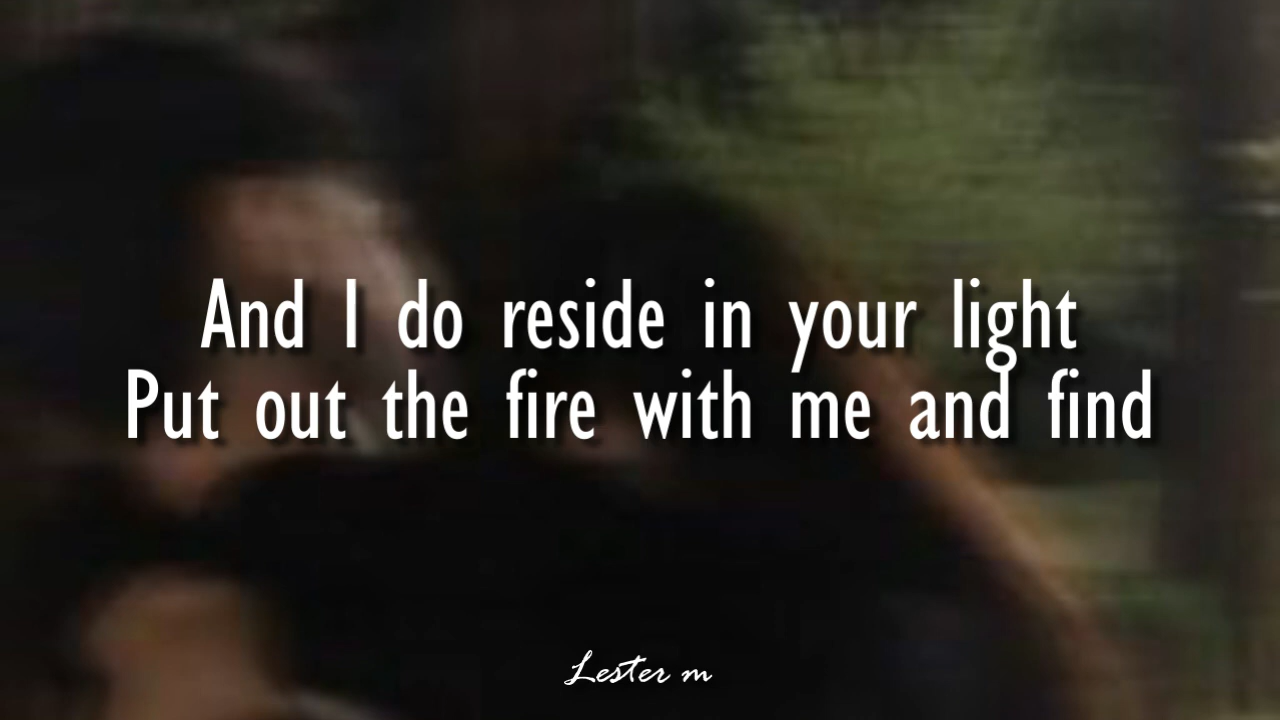 And I do reside in your light
Put out the fire with me and find
Lester m